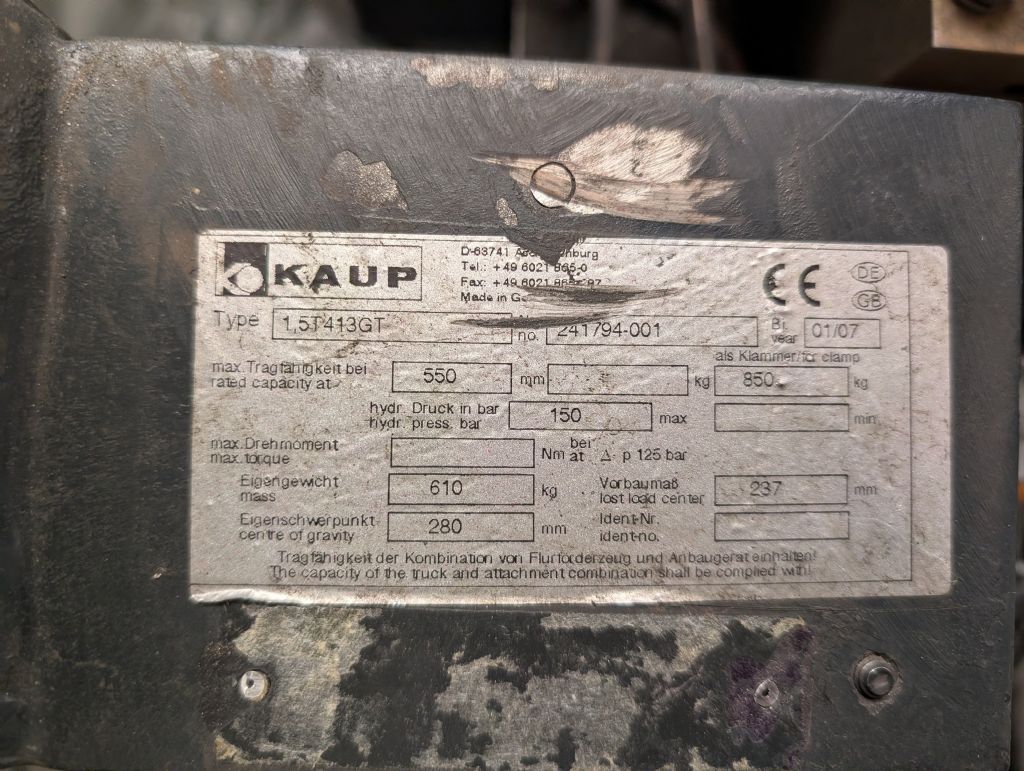 KAUP
D-63741
Tel.: +49 6021 865-0
Fax: +49 6021
Made in
CE DE
GB
Type 1,5T413GT no. 241794-001 Bj. year 01/07
als Klammer/for clamp
max. Tragfähigkeit bei
rated capacity at 550 mm kg 850 kg
hydr. Druck in bar
hydr. press. bar 150 max min
max. Drehmoment
max. torque Nm bei at Δ p 125 bar
Eigengewicht
mass 610 kg
Vorbaumaß
lost load center 237 mm
Eigenschwerpunkt
centre of gravity 280 mm
Ident-Nr.
ident-no.
Tragfähigkeit der Kombination von Flurförderzeug und Anbaugerät einhalten!
The capacity of the truck and attachment combination shall be complied with!